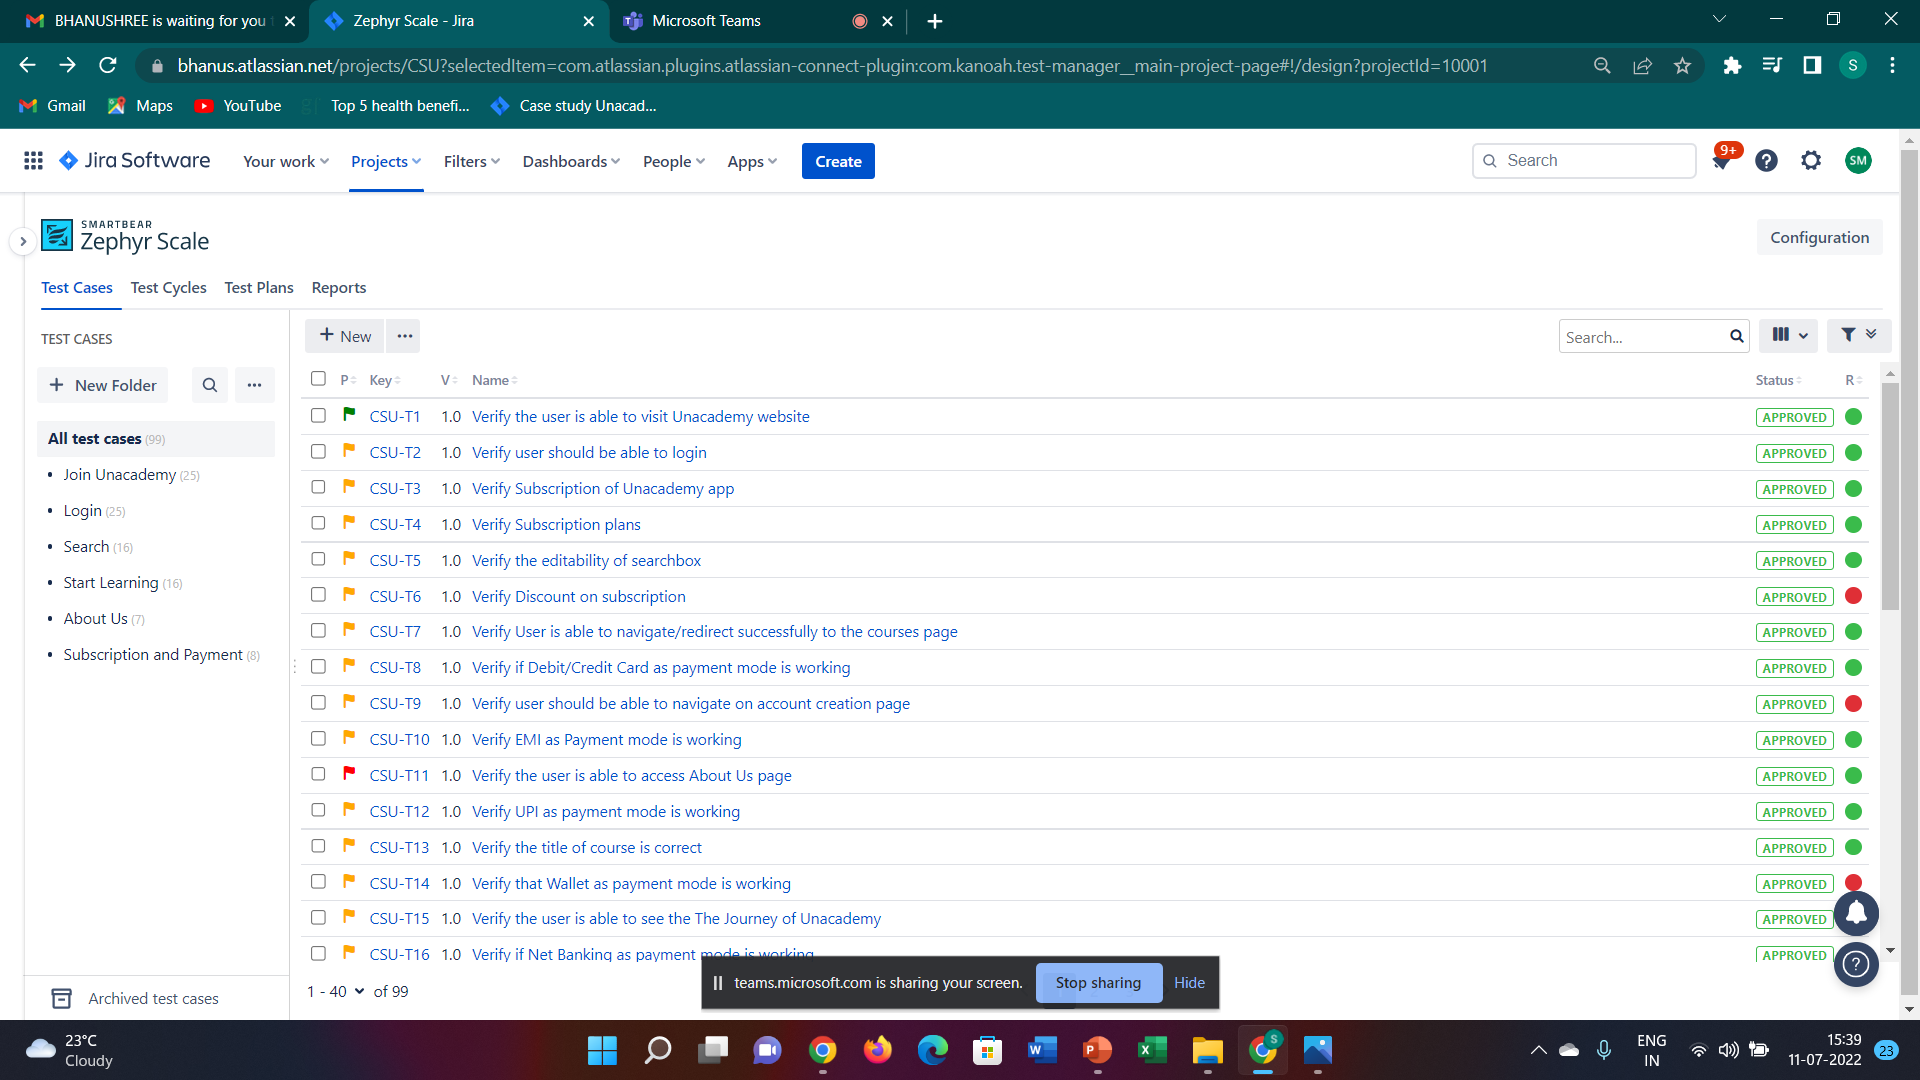 BHANUSHREE is waiting for you
Zephyr Scale - Jira
Microsoft Teams
bhanus.atlassian.net/projects/CSU?selectedItem=com.atlassian.plugins.atlassian-connect-plugin:com.kanoah.test-manager__main-project-page#!/design?projectId=10001
S
Gmail
Maps
YouTube
Top 5 health benefi...
Case study Unacad...
Jira Software
Your work
Projects
Filters
Dashboards
People
Apps
Create
Search
9+
SM
SMARTBEAR
Zephyr Scale
Configuration
Test Cases
Test Cycles
Test Plans
Reports
TEST CASES
+ New
...
Search...
+ New Folder
...
P Key V Name Status R
All test cases (99)
Join Unacademy (25)
Login (25)
Search (16)
Start Learning (16)
About Us (7)
Subscription and Payment (8)
CSU-T1 1.0 Verify the user is able to visit Unacademy website APPROVED
CSU-T2 1.0 Verify user should be able to login APPROVED
CSU-T3 1.0 Verify Subscription of Unacademy app APPROVED
CSU-T4 1.0 Verify Subscription plans APPROVED
CSU-T5 1.0 Verify the editability of searchbox APPROVED
CSU-T6 1.0 Verify Discount on subscription APPROVED
CSU-T7 1.0 Verify User is able to navigate/redirect successfully to the courses page APPROVED
CSU-T8 1.0 Verify if Debit/Credit Card as payment mode is working APPROVED
CSU-T9 1.0 Verify user should be able to navigate on account creation page APPROVED
CSU-T10 1.0 Verify EMI as Payment mode is working APPROVED
CSU-T11 1.0 Verify the user is able to access About Us page APPROVED
CSU-T12 1.0 Verify UPI as payment mode is working APPROVED
CSU-T13 1.0 Verify the title of course is correct APPROVED
CSU-T14 1.0 Verify that Wallet as payment mode is working APPROVED
CSU-T15 1.0 Verify the user is able to see the The Journey of Unacademy APPROVED
CSU-T16 1.0 Verify if Net Banking as payment mode is working APPROVED
Archived test cases
1 - 40 of 99
teams.microsoft.com is sharing your screen.
Stop sharing
Hide
23°C
Cloudy
S
ENG
IN
15:39
11-07-2022
23